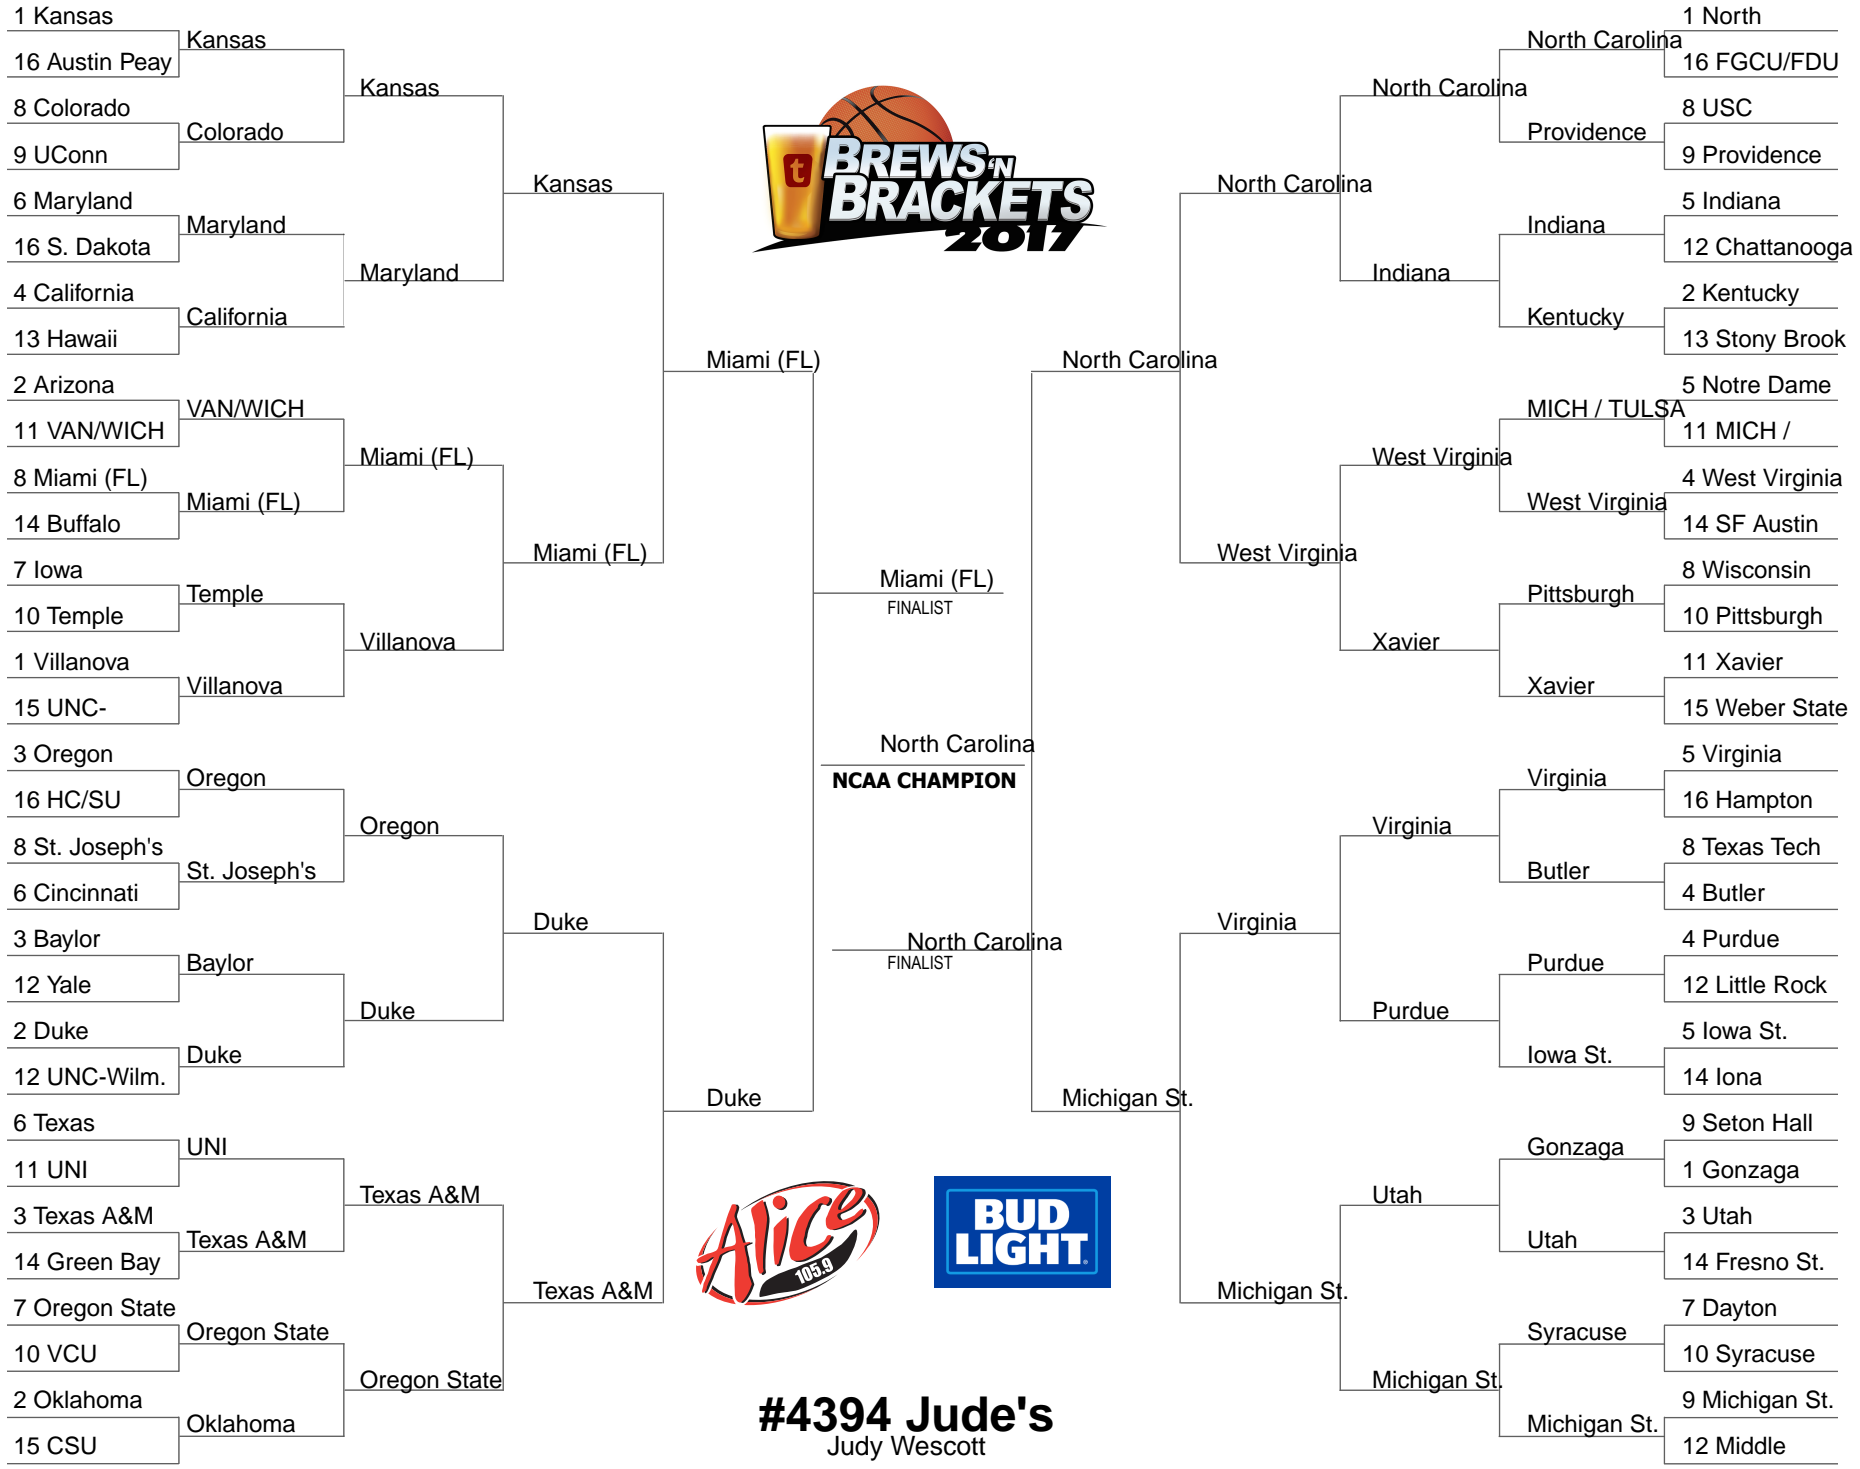 1 Kansas
16 Austin Peay
8 Colorado
9 UConn
6 Maryland
16 S. Dakota
4 California
13 Hawaii
2 Arizona
11 VAN/WICH
8 Miami (FL)
14 Buffalo
7 Iowa
10 Temple
1 Villanova
15 UNC-
3 Oregon
16 HC/SU
8 St. Joseph's
6 Cincinnati
3 Baylor
12 Yale
2 Duke
12 UNC-Wilm.
6 Texas
11 UNI
3 Texas A&M
14 Green Bay
7 Oregon State
10 VCU
2 Oklahoma
15 CSU
Kansas
Colorado
Maryland
California
VAN/WICH
Miami (FL)
Temple
Villanova
Oregon
St. Joseph's
Baylor
Duke
UNI
Texas A&M
Oregon State
Oklahoma
Kansas
Maryland
Miami (FL)
Villanova
Oregon
Duke
Texas A&M
Oregon State
Kansas
Miami (FL)
Duke
Texas A&M
Miami (FL)
Duke
t
BREWS 'N
BRACKETS
2017
Miami (FL)
FINALIST
North Carolina
NCAA CHAMPION
North Carolina
FINALIST
Alice
105.9
BUD
LIGHT
#4394 Jude's
Judy Wescott
North Carolina
Michigan St.
North Carolina
West Virginia
Virginia
Michigan St.
North Carolina
Indiana
West Virginia
Xavier
Virginia
Purdue
Utah
Michigan St.
North Carolina
Providence
Indiana
Kentucky
MICH / TULSA
West Virginia
Pittsburgh
Xavier
Virginia
Butler
Purdue
Iowa St.
Gonzaga
Utah
Syracuse
Michigan St.
1 North
16 FGCU/FDU
8 USC
9 Providence
5 Indiana
12 Chattanooga
2 Kentucky
13 Stony Brook
5 Notre Dame
11 MICH /
4 West Virginia
14 SF Austin
8 Wisconsin
10 Pittsburgh
11 Xavier
15 Weber State
5 Virginia
16 Hampton
8 Texas Tech
4 Butler
4 Purdue
12 Little Rock
5 Iowa St.
14 Iona
9 Seton Hall
1 Gonzaga
3 Utah
14 Fresno St.
7 Dayton
10 Syracuse
9 Michigan St.
12 Middle